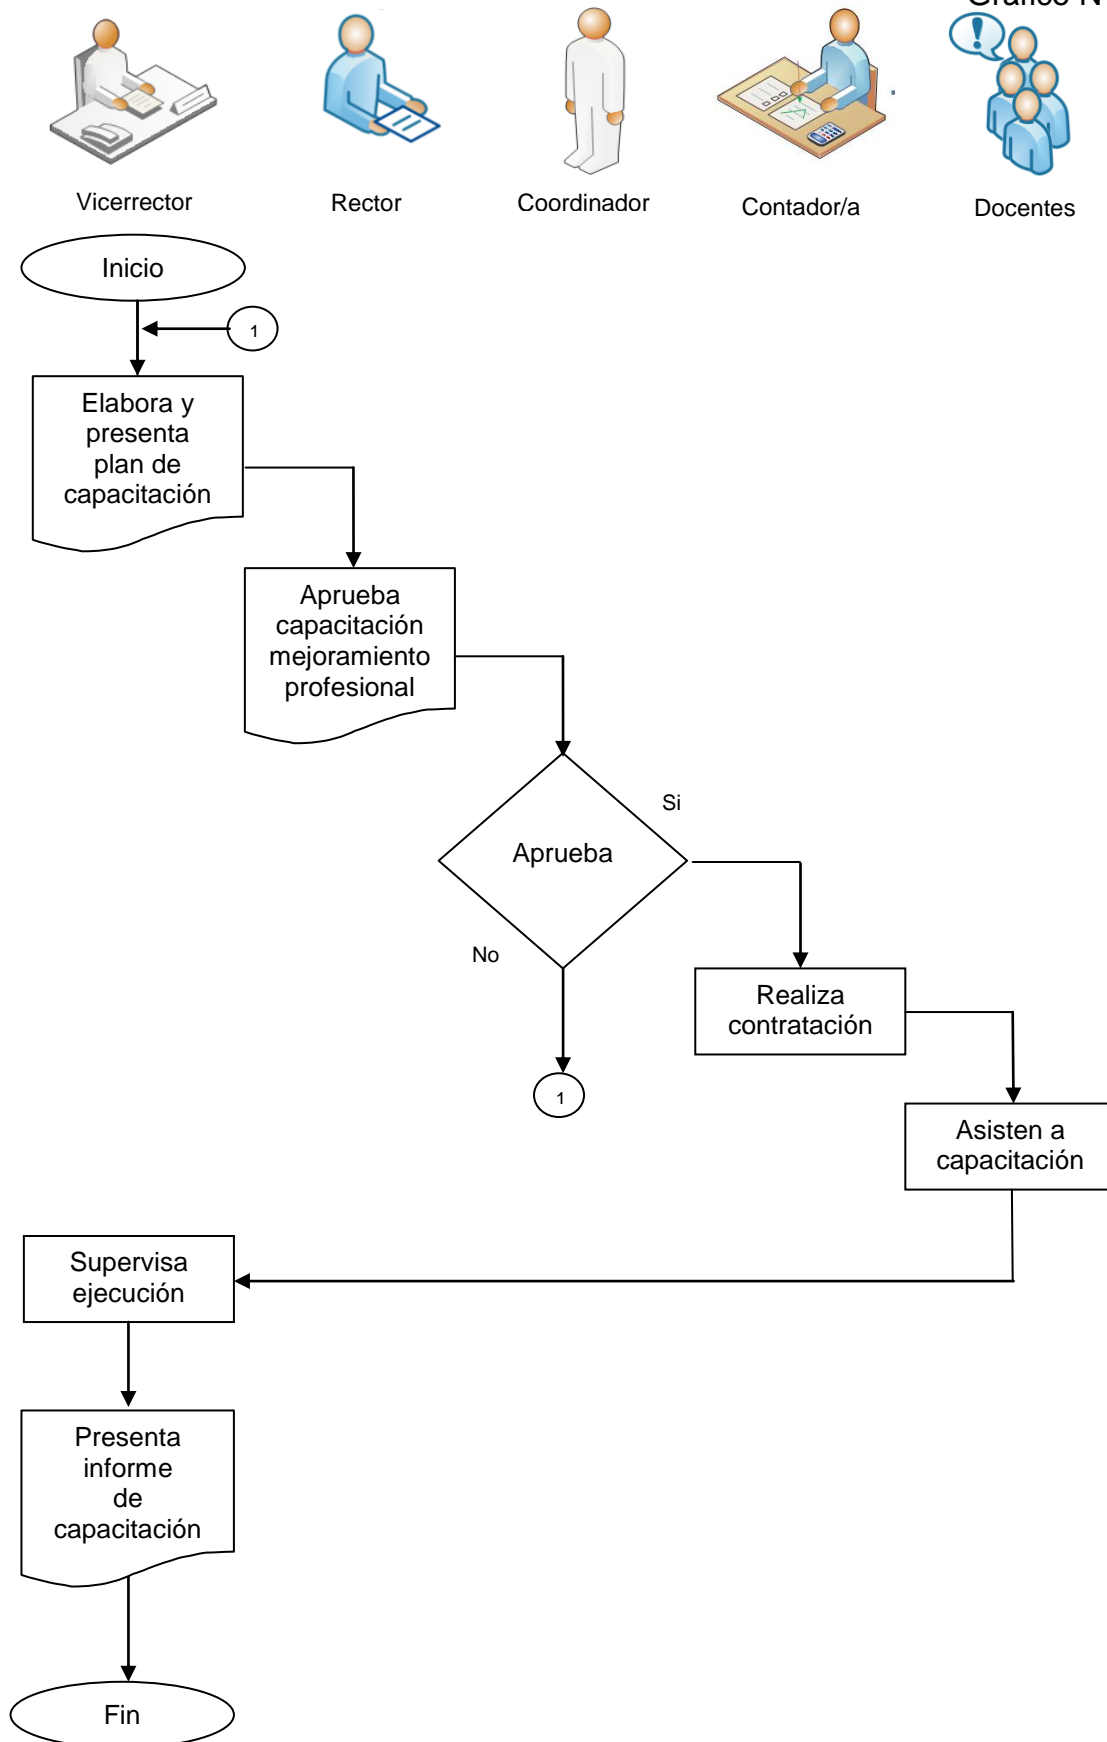 Gráfico N
Vicerrector
Rector
Coordinador
Contador/a
Docentes
Inicio
1
Elabora y
presenta
plan de
capacitación
Aprueba
capacitación
mejoramiento
profesional
Si
Aprueba
No
Realiza
contratación
1
Asisten a
capacitación
Supervisa
ejecución
Presenta
informe
de
capacitación
Fin